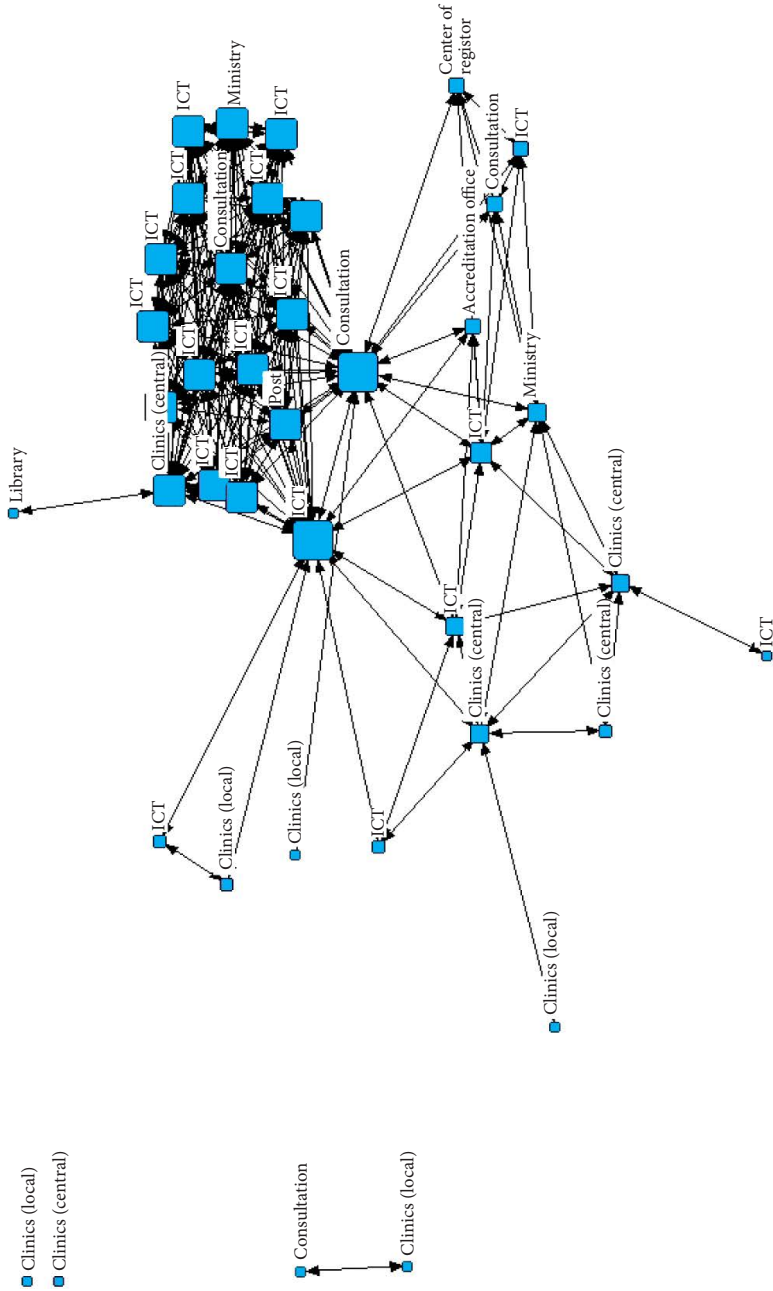 Library
Clinics (central)
ICT
ICT
ICT
ICT
Ministry
ICT
Consultation
ICT
ICT
ICT
ICT
Post
ICT
ICT
ICT
Consultation
Center of
registor
ICT
Consultation
Accreditation office
ICT
Ministry
ICT
Clinics (central)
Clinics (central)
Clinics (central)
ICT
ICT
Clinics (local)
Clinics (local)
ICT
Clinics (local)
Clinics (local)
Clinics (central)
Consultation
Clinics (local)